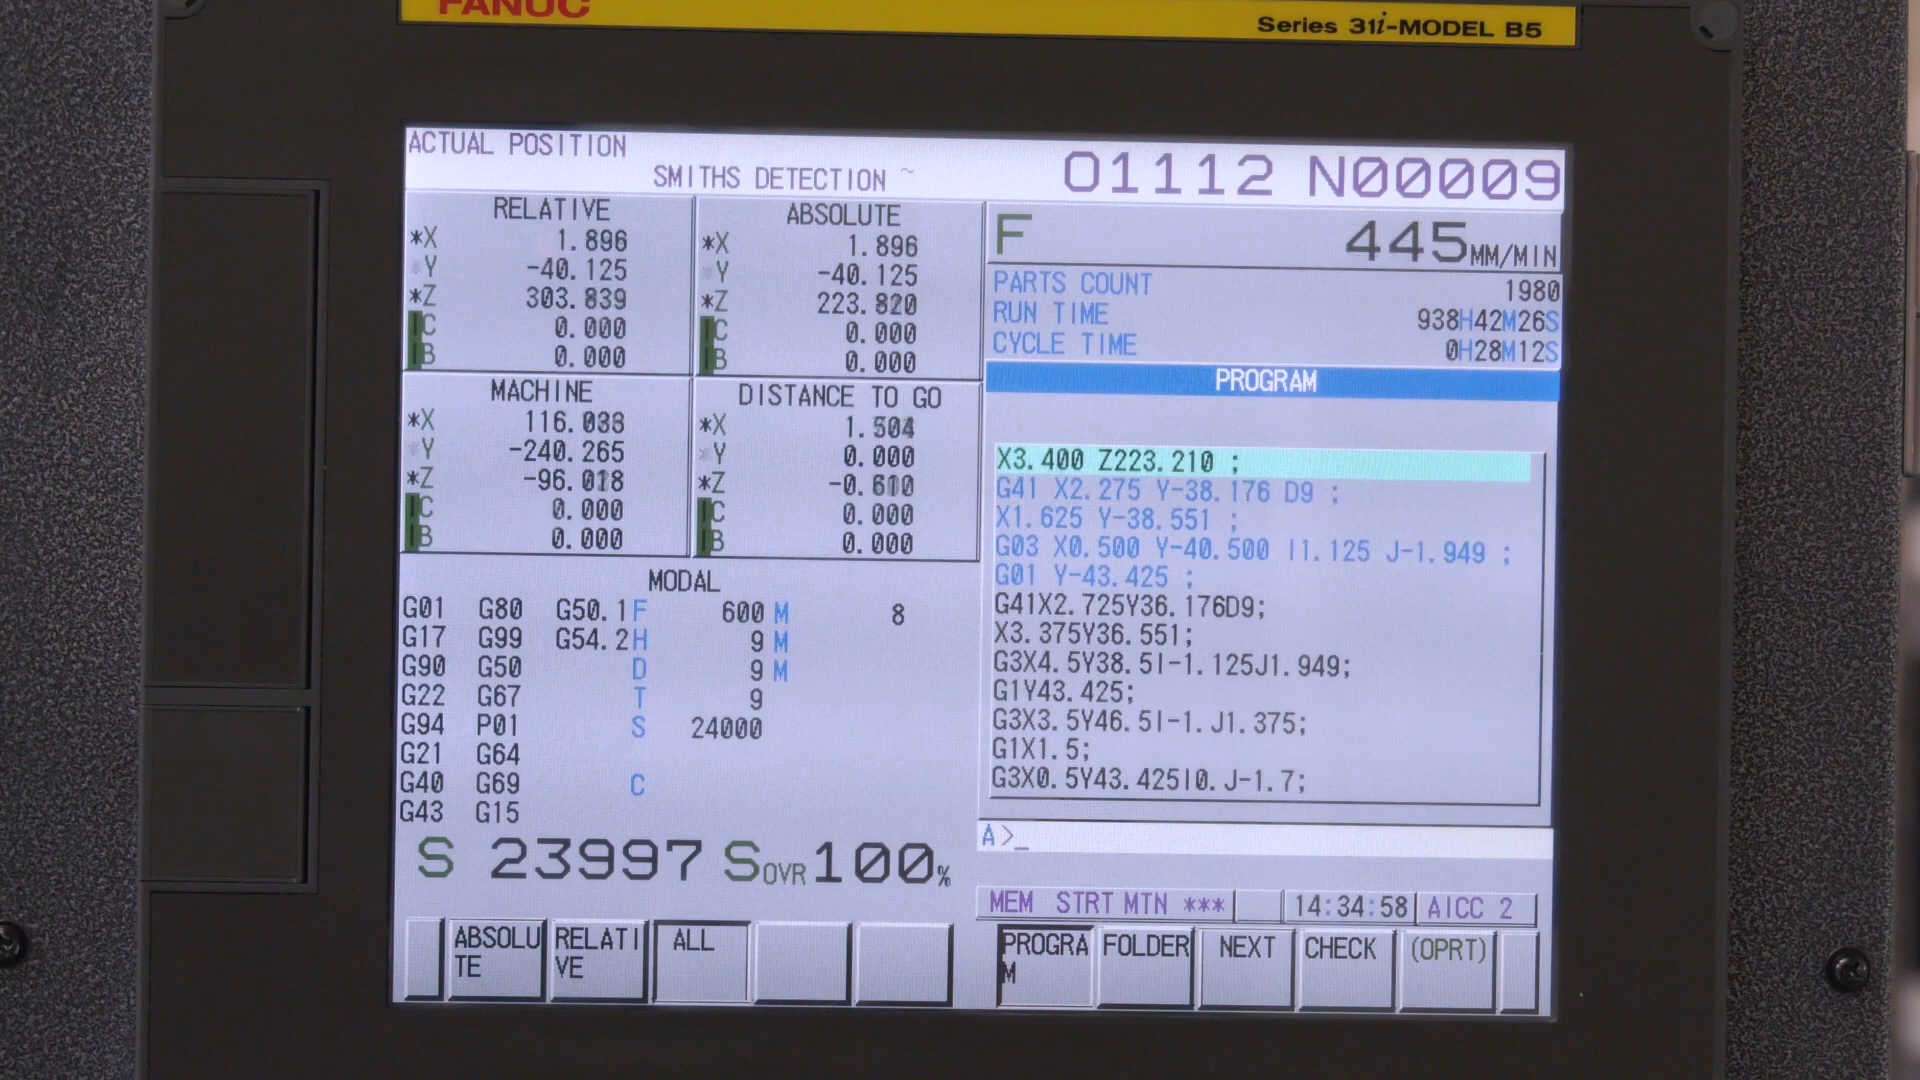 FANUC
Series 31i-MODEL B5
ACTUAL POSITION
SMITHS DETECTION ~
O1112 N00009
RELATIVE
*X 1.896
*Y -40.125
*Z 303.839
C 0.000
B 0.000
ABSOLUTE
*X 1.896
*Y -40.125
*Z 223.820
C 0.000
B 0.000
MACHINE
*X 116.038
*Y -240.265
*Z -96.018
C 0.000
B 0.000
DISTANCE TO GO
*X 1.504
*Y 0.000
*Z -0.610
C 0.000
B 0.000
MODAL
G01 G80 G50.1 F 600 M 8
G17 G99 G54.2 H 9 M
G90 G50 D 9 M
G22 G67 T 9
G94 P01 S 24000
G21 G64
G40 G69 C
G43 G15
S 23997 SOVR100%
F 445MM/MIN
PARTS COUNT 1980
RUN TIME 938H42M26S
CYCLE TIME 0H28M12S
PROGRAM
X3.400 Z223.210 ;
G41 X2.275 Y-38.176 D9 ;
X1.625 Y-38.551 ;
G03 X0.500 Y-40.500 I1.125 J-1.949 ;
G01 Y-43.425 ;
G41X2.725Y36.176D9;
X3.375Y36.551;
G3X4.5Y38.5I-1.125J1.949;
G1Y43.425;
G3X3.5Y46.5I-1.J1.375;
G1X1.5;
G3X0.5Y43.425I0.J-1.7;
A>_
MEM STRT MTN *** 14:34:58 AICC 2
ABSOLU
TE
RELATI
VE
ALL
PROGRA
M
FOLDER
NEXT
CHECK
(OPRT)